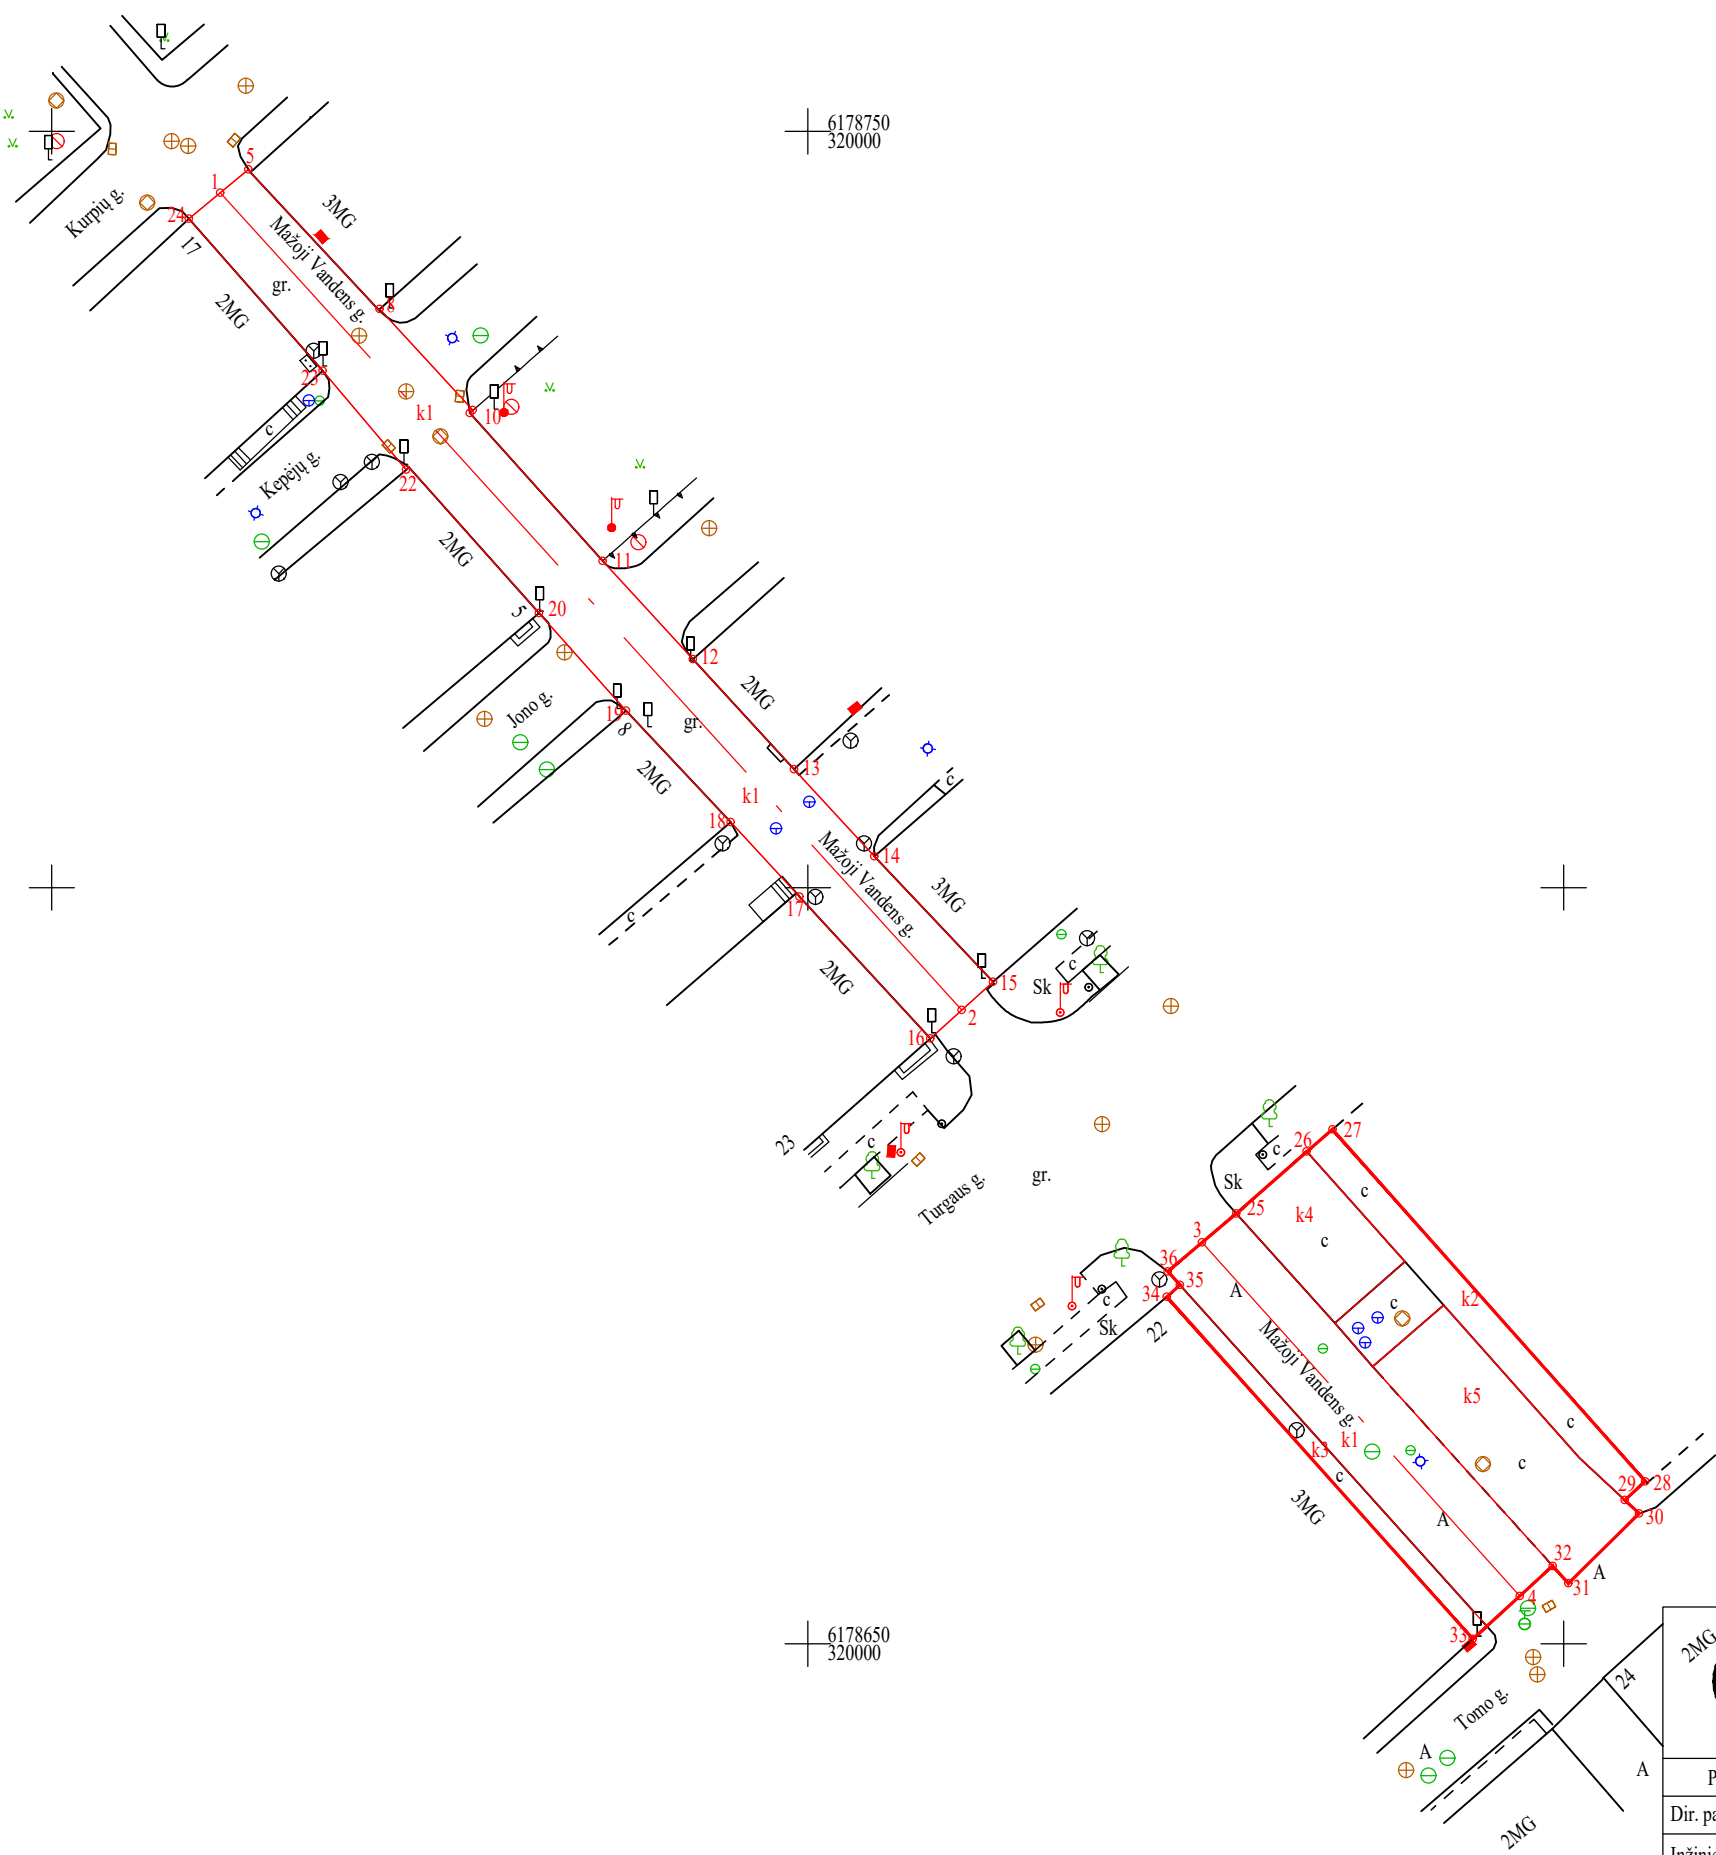 6178750
320000
5
1
24
17
Kurpių g.
3MG
Mažoji Vandens g.
gr.
2MG
8
23
c
k1
10
Kepėjų g.
22
2MG
11
5
20
12
Jono g.
19
8
gr.
2MG
2MG
13
k1
c
18
14
Mažoji Vandens g.
3MG
17
c
2MG
15
Sk
c
2
16
23
c
Turgaus g.
gr.
26
27
c
Sk
25
k4
c
c
3
36
35
34
A
22
c
Sk
c
k2
Mažoji Vandens g.
k5
k3
k1
c
c
c
3MG
A
29
28
30
32
31
A
4
33
6178650
320000
Tomo g.
24
2MG
A
A
2MG
P
Dir. pa